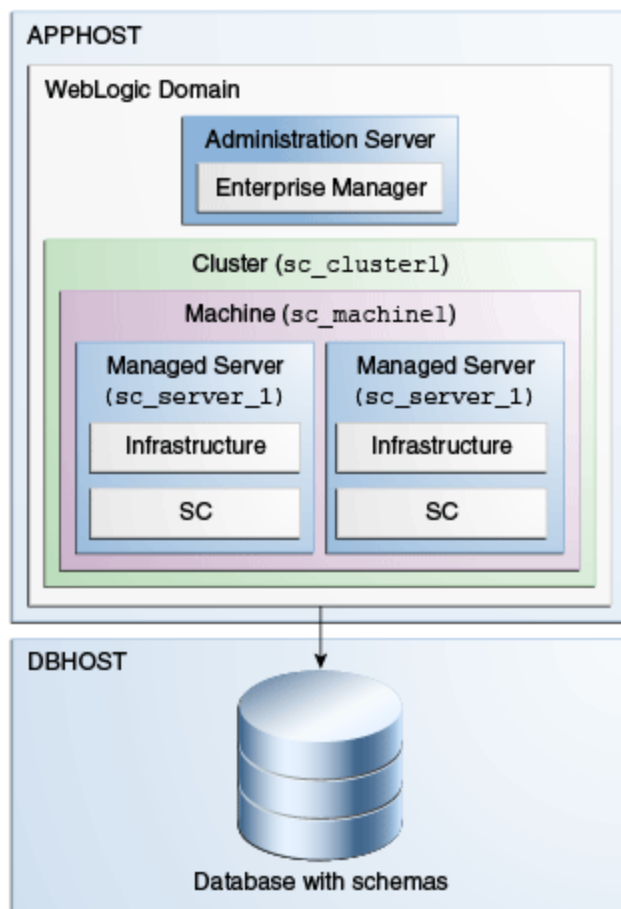 APPHOST
WebLogic Domain
Administration Server
Enterprise Manager
Cluster (sc_cluster1)
Machine (sc_machine1)
Managed Server
(sc_server_1)
Infrastructure
SC
Managed Server
(sc_server_1)
Infrastructure
SC
DBHOST
Database with schemas